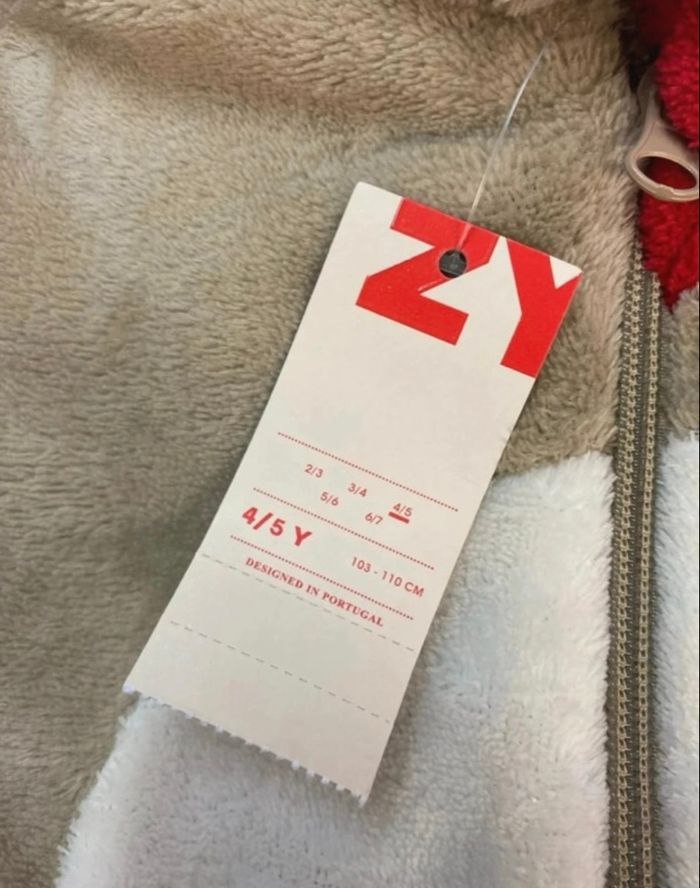 ZY
2/3 3/4 4/5
5/6 6/7
4/5 Y 103 - 110 CM
DESIGNED IN PORTUGAL